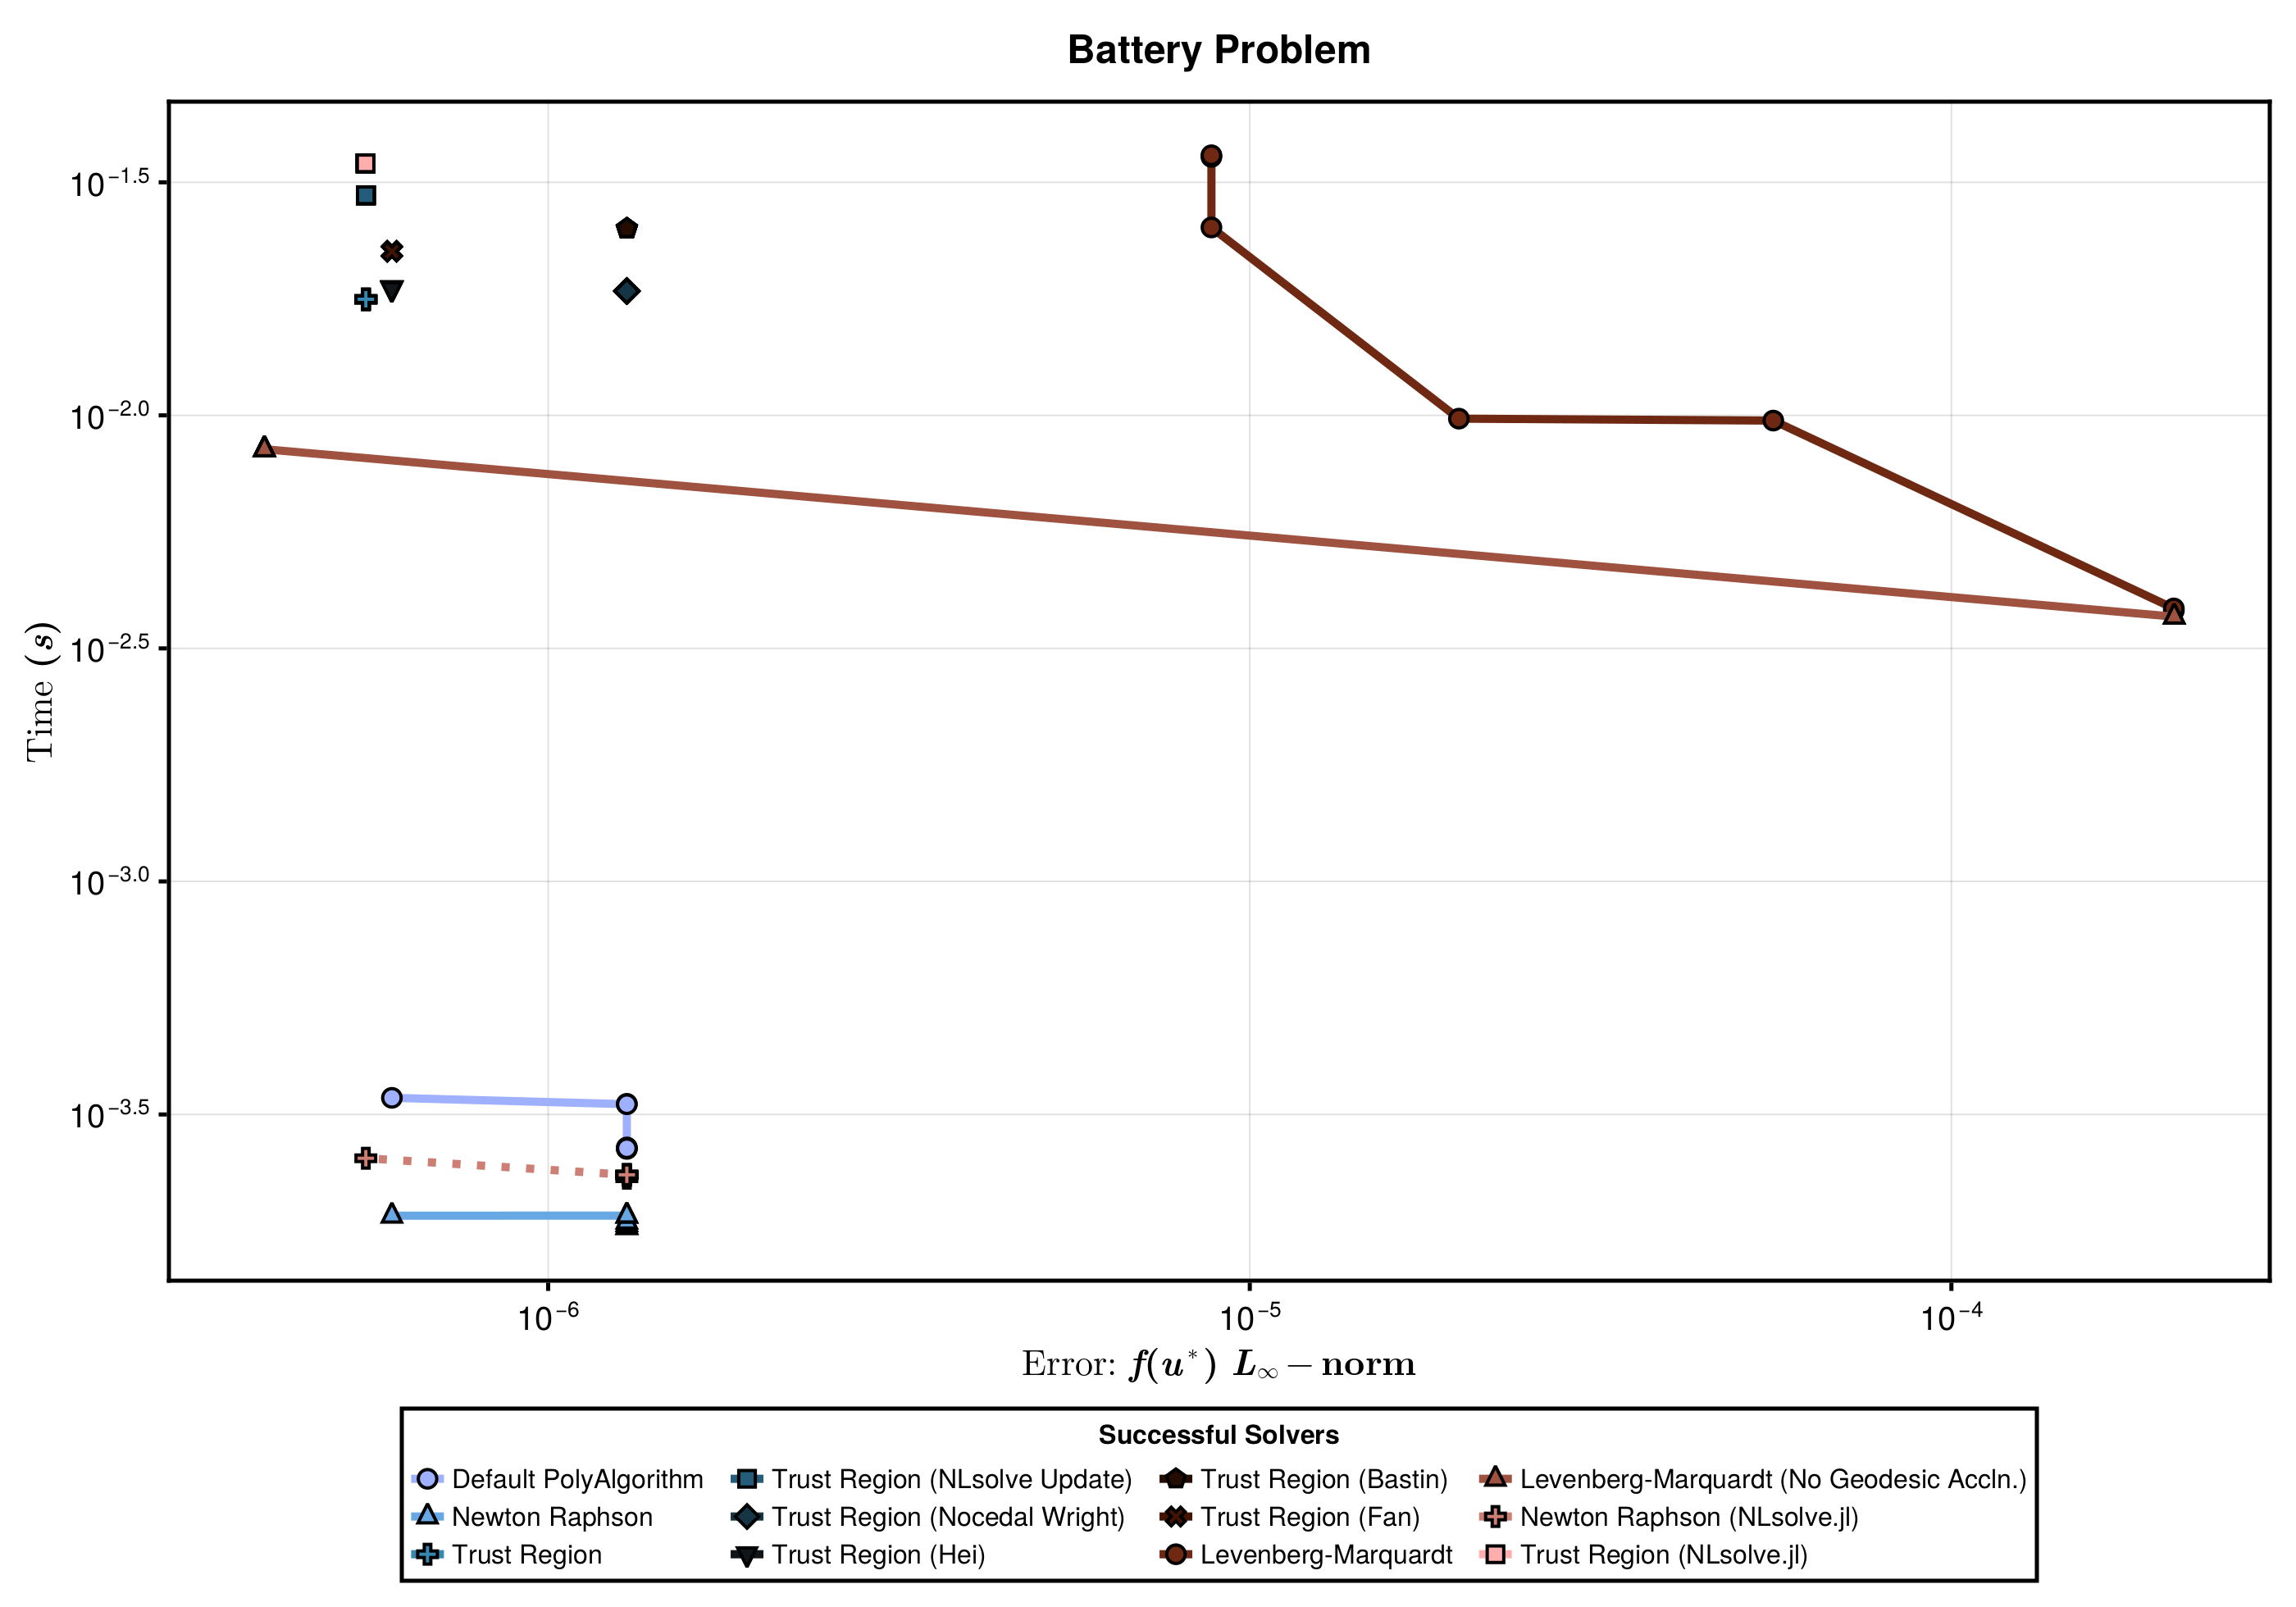 Battery Problem
Time (s)
10^−1.5
10^−2.0
10^−2.5
10^−3.0
10^−3.5
10^−6 10^−5 10^−4
Error: f(u*) L∞ − norm
Successful Solvers
Default PolyAlgorithm Trust Region (NLsolve Update) Trust Region (Bastin) Levenberg-Marquardt (No Geodesic Accln.)
Newton Raphson Trust Region (Nocedal Wright) Trust Region (Fan) Newton Raphson (NLsolve.jl)
Trust Region Trust Region (Hei) Levenberg-Marquardt Trust Region (NLsolve.jl)